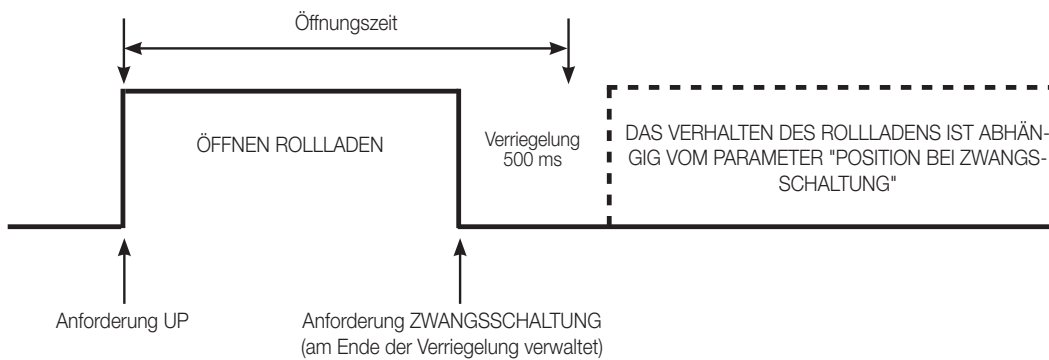 Öffnungszeit
ÖFFNEN ROLLLADEN
Verriegelung
500 ms
DAS VERHALTEN DES ROLLLADENS IST ABHÄN-
GIG VOM PARAMETER "POSITION BEI ZWANGS-
SCHALTUNG"
Anforderung UP
Anforderung ZWANGSSCHALTUNG
(am Ende der Verriegelung verwaltet)